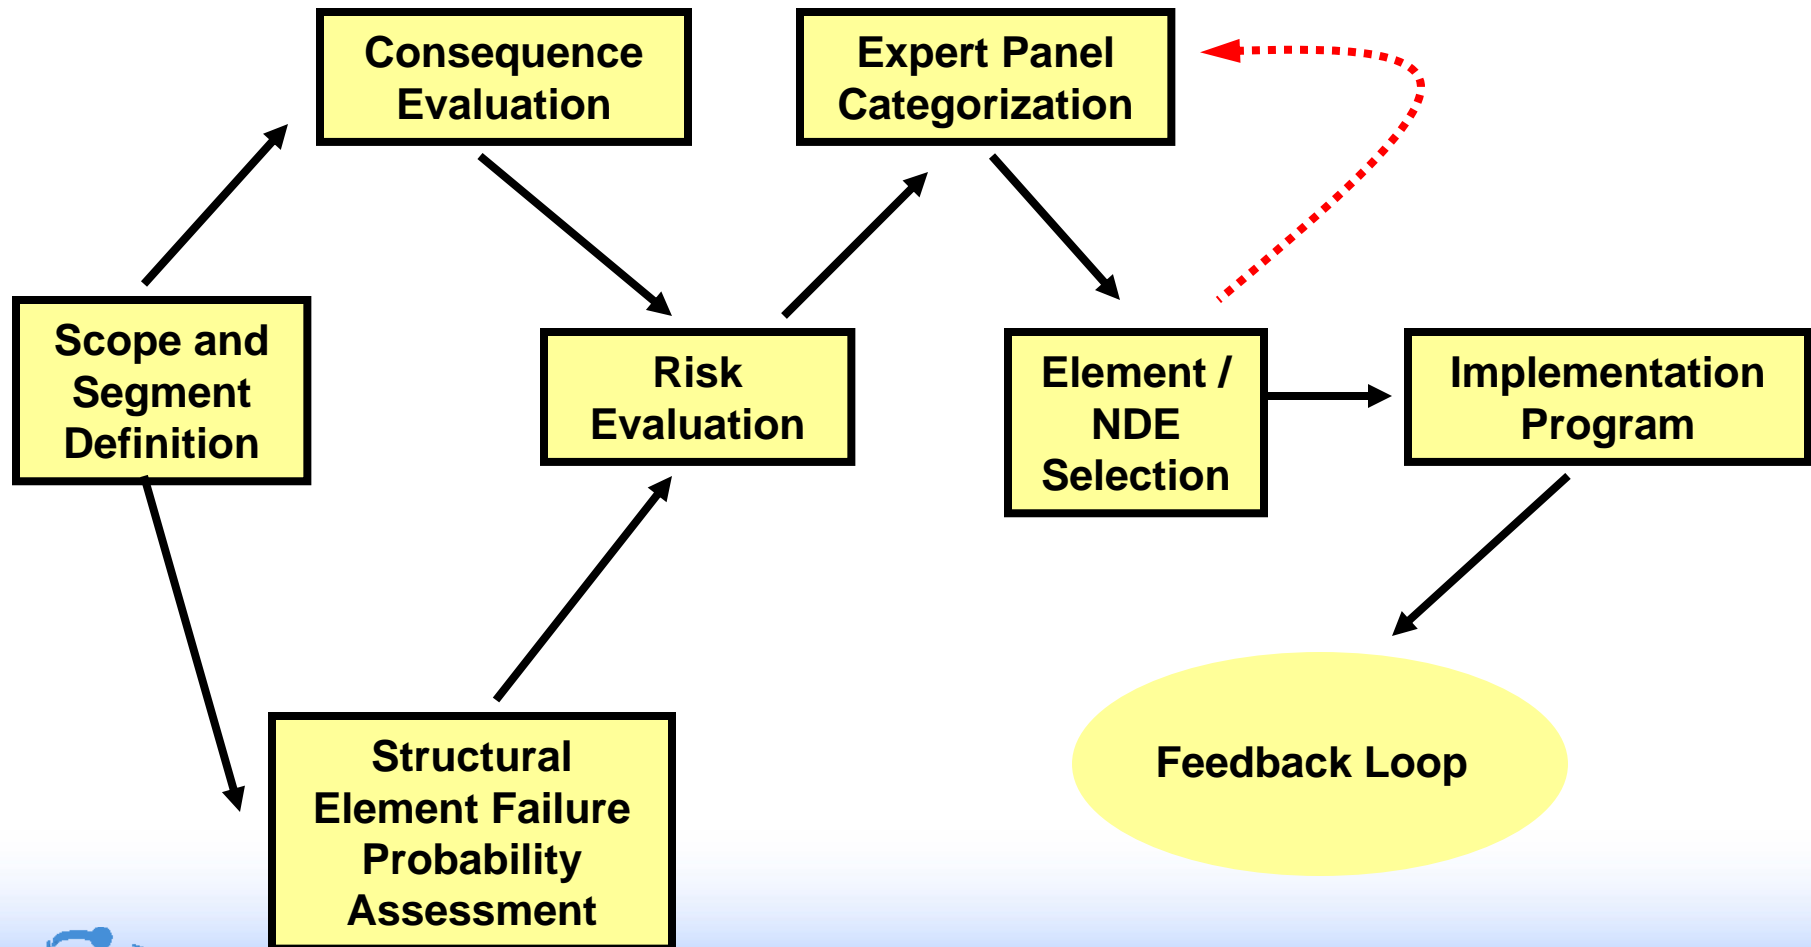 Consequence
Evaluation
Expert Panel
Categorization
Scope and
Segment
Definition
Risk
Evaluation
Element /
NDE
Selection
Implementation
Program
Structural
Element Failure
Probability
Assessment
Feedback Loop